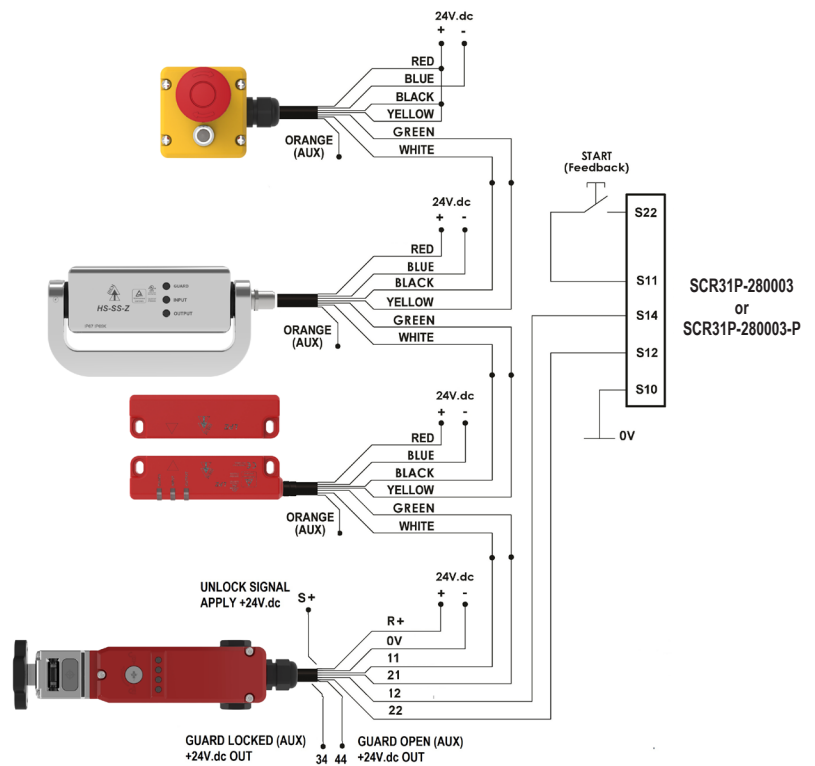 24V.dc
+ -
RED
BLUE
BLACK
YELLOW
GREEN
WHITE
ORANGE
(AUX)
START
(Feedback)
24V.dc
+ -
RED
BLUE
BLACK
YELLOW
GREEN
WHITE
ORANGE
(AUX)
HS-SS-Z
GUARD
INPUT
OUTPUT
S22
S11
S14
S12
S10
0V
SCR31P-280003
or
SCR31P-280003-P
24V.dc
+ -
RED
BLUE
BLACK
YELLOW
GREEN
WHITE
ORANGE
(AUX)
UNLOCK SIGNAL
APPLY +24V.dc
S+
24V.dc
+ -
R+
0V
11
21
12
22
GUARD LOCKED (AUX)
+24V.dc OUT
34 44
GUARD OPEN (AUX)
+24V.dc OUT